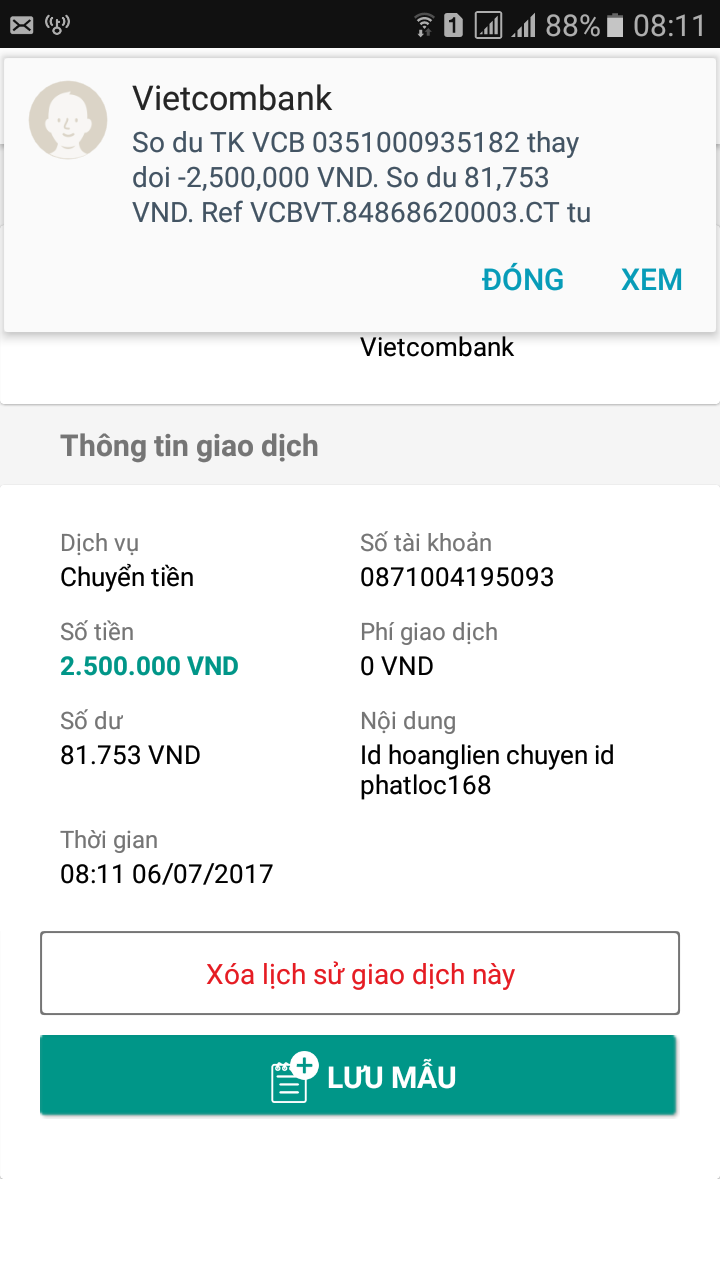 88% 08:11
Vietcombank
So du TK VCB 0351000935182 thay
doi -2,500,000 VND. So du 81,753
VND. Ref VCBVT.84868620003.CT tu
ĐÓNG XEM
Vietcombank
Thông tin giao dịch
Dịch vụ Số tài khoản
Chuyển tiền 0871004195093
Số tiền Phí giao dịch
2.500.000 VND 0 VND
Số dư Nội dung
81.753 VND Id hoanglien chuyen id
phatloc168
Thời gian
08:11 06/07/2017
Xóa lịch sử giao dịch này
LƯU MẪU